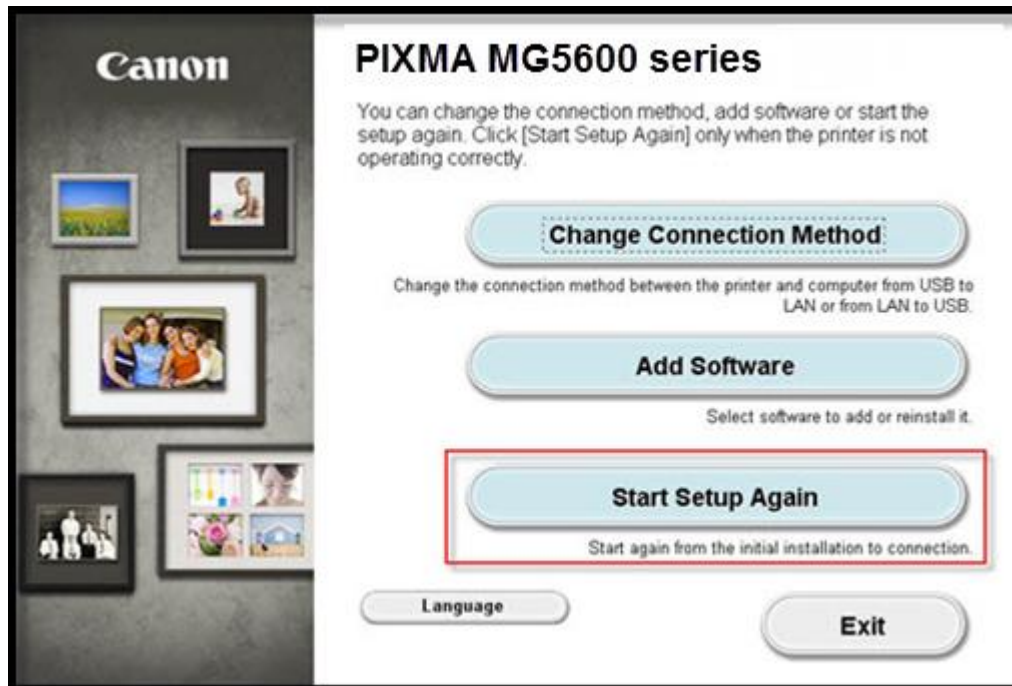 Canon
PIXMA MG5600 series
You can change the connection method, add software or start the
setup again. Click [Start Setup Again] only when the printer is not
operating correctly.
Change Connection Method
Change the connection method between the printer and computer from USB to
LAN or from LAN to USB.
Add Software
Select software to add or reinstall it.
Start Setup Again
Start again from the initial installation to connection.
Language
Exit